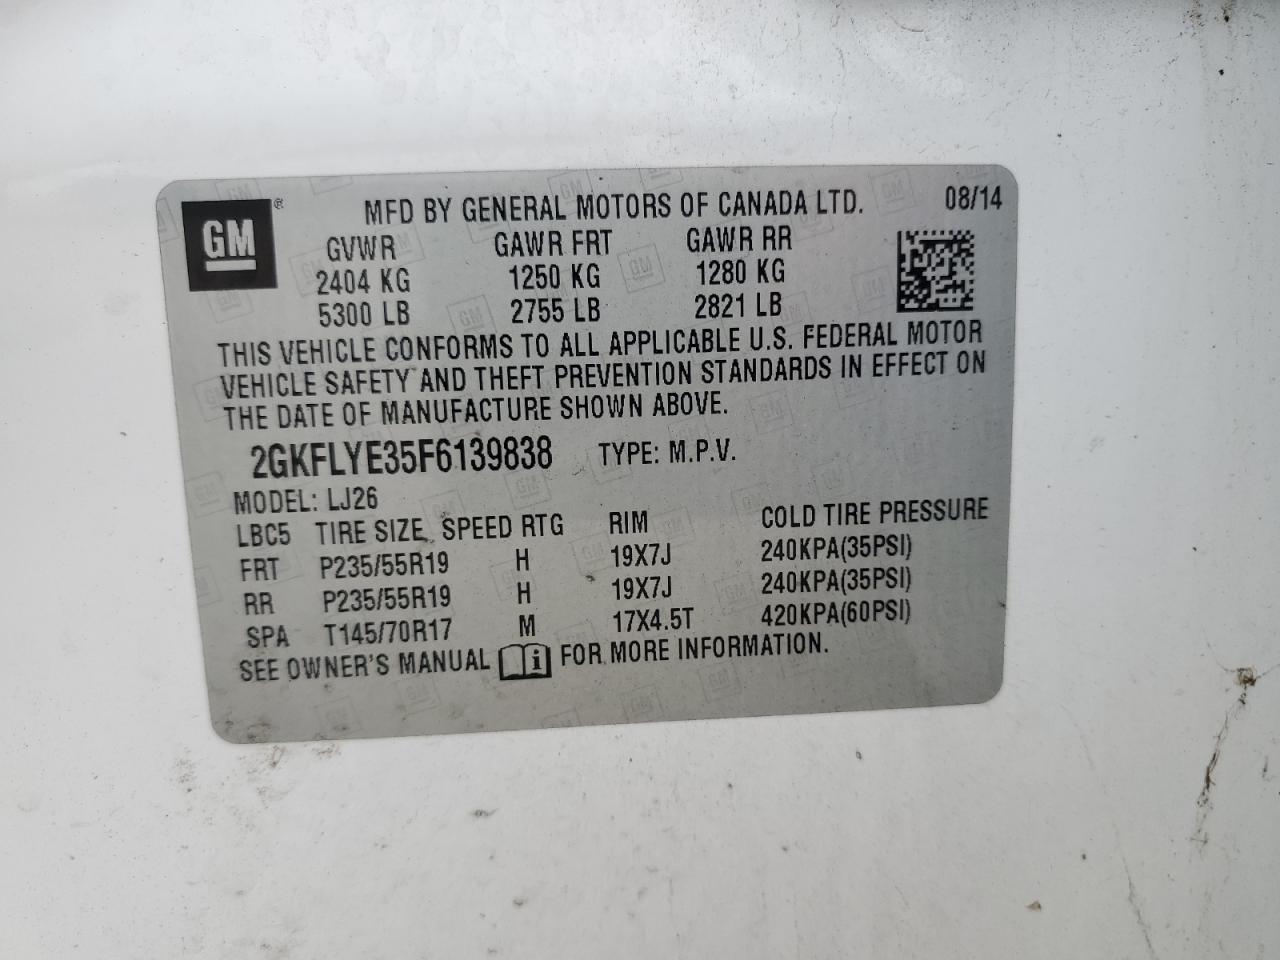 GM ® MFD BY GENERAL MOTORS OF CANADA LTD. 08/14
GVWR GAWR FRT GAWR RR
2404 KG 1250 KG 1280 KG
5300 LB 2755 LB 2821 LB
THIS VEHICLE CONFORMS TO ALL APPLICABLE U.S. FEDERAL MOTOR
VEHICLE SAFETY AND THEFT PREVENTION STANDARDS IN EFFECT ON
THE DATE OF MANUFACTURE SHOWN ABOVE.
2GKFLYE35F6139838 TYPE: M.P.V.
MODEL: LJ26
LBC5 TIRE SIZE SPEED RTG RIM COLD TIRE PRESSURE
FRT P235/55R19 H 19X7J 240KPA(35PSI)
RR P235/55R19 H 19X7J 240KPA(35PSI)
SPA T145/70R17 M 17X4.5T 420KPA(60PSI)
SEE OWNER'S MANUAL i FOR MORE INFORMATION.